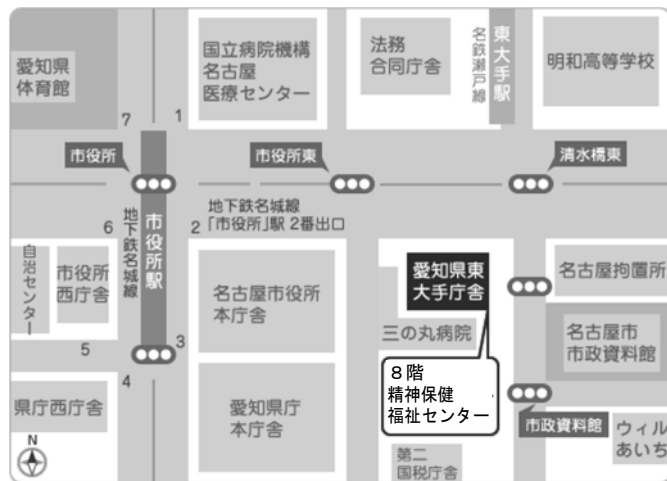 愛知県
体育館
国立病院機構
名古屋
医療センター
法務
合同庁舎
名鉄瀬戸線
東大手駅
明和高等学校
7
1
市役所
市役所東
清水橋東
6
地下鉄名城線
市役所駅
2
地下鉄名城線
「市役所」駅 2番出口
自治センター
市役所
西庁舎
名古屋市役所
本庁舎
愛知県東
大手庁舎
名古屋拘置所
三の丸病院
名古屋市
市政資料館
5
3
4
8階
精神保健
福祉センター
県庁西庁舎
愛知県庁
本庁舎
市政資料館
ウィル
あいち
N
第二
国税庁舎